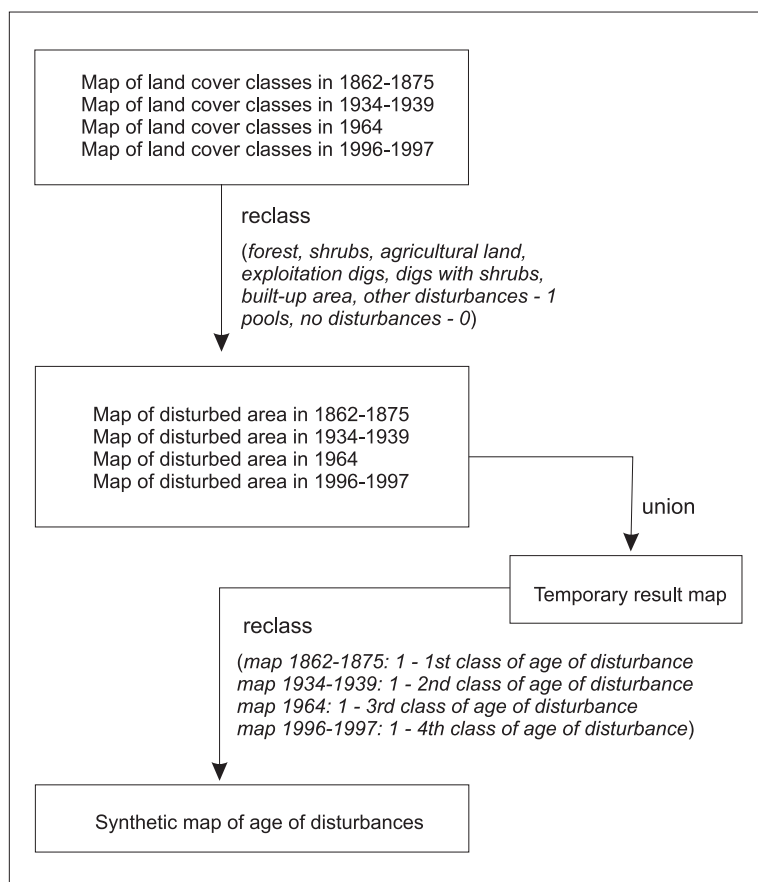 Map of land cover classes in 1862-1875
Map of land cover classes in 1934-1939
Map of land cover classes in 1964
Map of land cover classes in 1996-1997
reclass
(forest, shrubs, agricultural land,
exploitation digs, digs with shrubs,
built-up area, other disturbances - 1
pools, no disturbances - 0)
Map of disturbed area in 1862-1875
Map of disturbed area in 1934-1939
Map of disturbed area in 1964
Map of disturbed area in 1996-1997
union
Temporary result map
reclass
(map 1862-1875: 1 - 1st class of age of disturbance
map 1934-1939: 1 - 2nd class of age of disturbance
map 1964: 1 - 3rd class of age of disturbance
map 1996-1997: 1 - 4th class of age of disturbance)
Synthetic map of age of disturbances